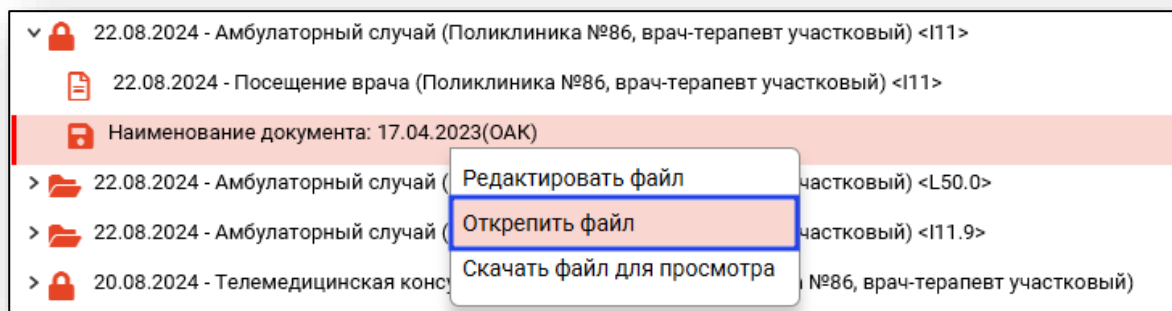 22.08.2024 - Амбулаторный случай (Поликлиника №86, врач-терапевт участковый) <I11>
22.08.2024 - Посещение врача (Поликлиника №86, врач-терапевт участковый) <I11>
Наименование документа: 17.04.2023(ОАК)
22.08.2024 - Амбулаторный случай ( частковый) <L50.0>
Редактировать файл
22.08.2024 - Амбулаторный случай ( частковый) <I11.9>
Открепить файл
20.08.2024 - Телемедицинская конс №86, врач-терапевт участковый)
Скачать файл для просмотра